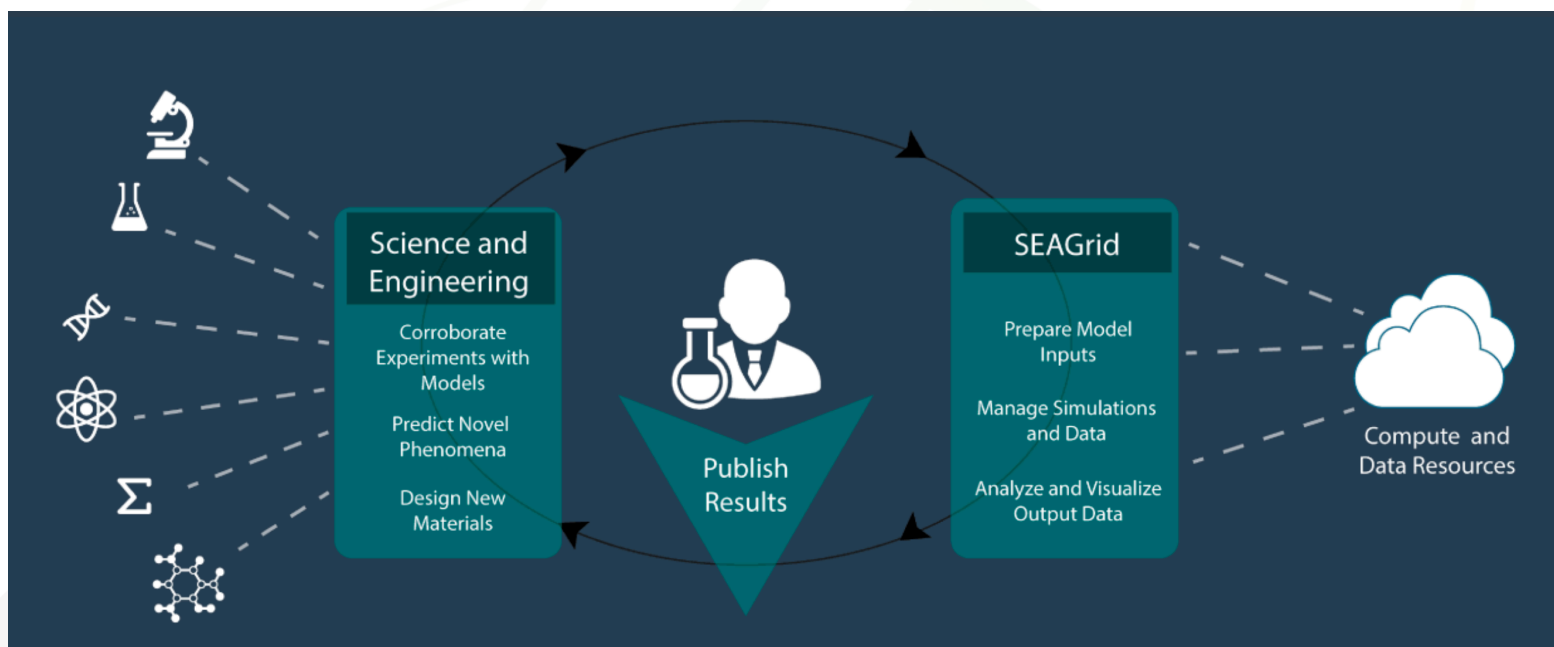 Science and
Engineering
Corroborate
Experiments with
Models
Predict Novel
Phenomena
Design New
Materials
Publish
Results
SEAGrid
Prepare Model
Inputs
Manage Simulations
and Data
Analyze and Visualize
Output Data
Compute and
Data Resources
Σ